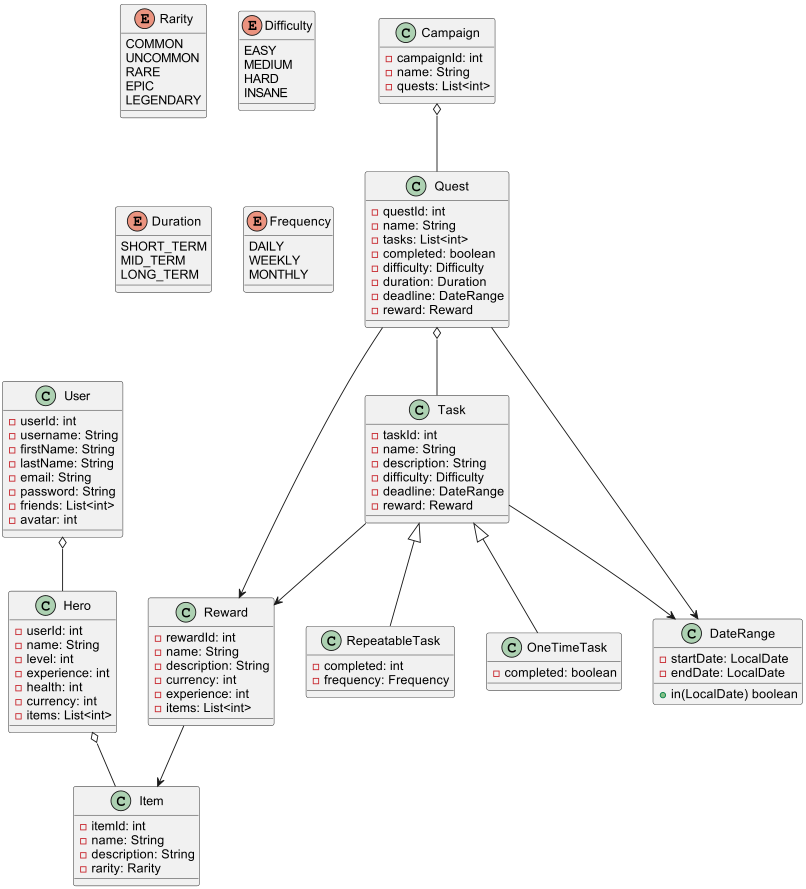 E Rarity
COMMON
UNCOMMON
RARE
EPIC
LEGENDARY
E Difficulty
EASY
MEDIUM
HARD
INSANE
C Campaign
campaignId: int
name: String
quests: List<int>
E Duration
SHORT_TERM
MID_TERM
LONG_TERM
E Frequency
DAILY
WEEKLY
MONTHLY
C Quest
questId: int
name: String
tasks: List<int>
completed: boolean
difficulty: Difficulty
duration: Duration
deadline: DateRange
reward: Reward
C User
userId: int
username: String
firstName: String
lastName: String
email: String
password: String
friends: List<int>
avatar: int
C Task
taskId: int
name: String
description: String
difficulty: Difficulty
deadline: DateRange
reward: Reward
C Hero
userId: int
name: String
level: int
experience: int
health: int
currency: int
items: List<int>
C Reward
rewardId: int
name: String
description: String
currency: int
experience: int
items: List<int>
C RepeatableTask
completed: int
frequency: Frequency
C OneTimeTask
completed: boolean
C DateRange
startDate: LocalDate
endDate: LocalDate
in(LocalDate) boolean
C Item
itemId: int
name: String
description: String
rarity: Rarity